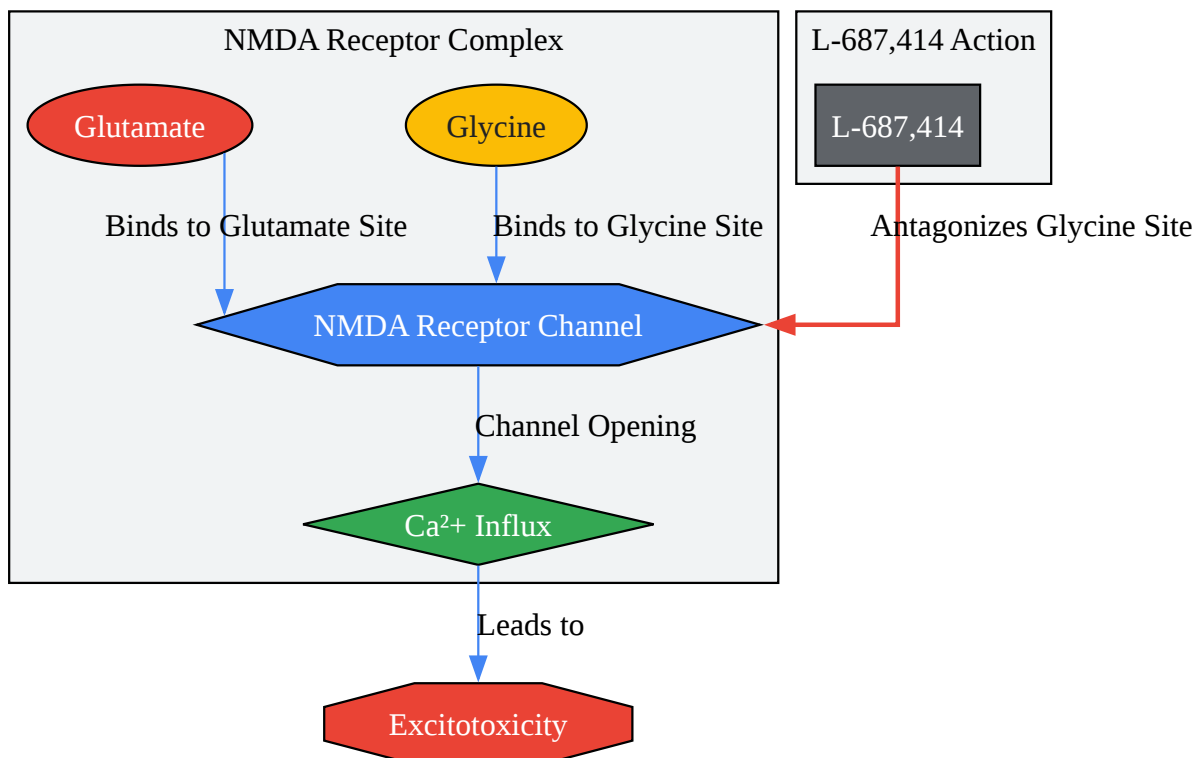 NMDA Receptor Complex
L-687,414 Action
Glutamate
Glycine
L-687,414
Binds to Glutamate Site
Binds to Glycine Site
Antagonizes Glycine Site
NMDA Receptor Channel
Channel Opening
Ca²+ Influx
Leads to
Excitotoxicity